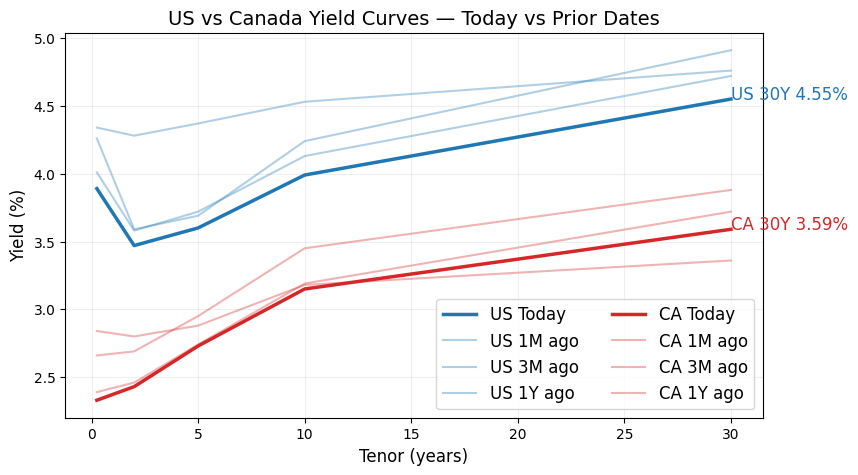 US vs Canada Yield Curves — Today vs Prior Dates
Yield (%)
5.0
4.5
4.0
3.5
3.0
2.5
US 30Y 4.55%
CA 30Y 3.59%
US Today
US 1M ago
US 3M ago
US 1Y ago
CA Today
CA 1M ago
CA 3M ago
CA 1Y ago
0 5 10 15 20 25 30
Tenor (years)